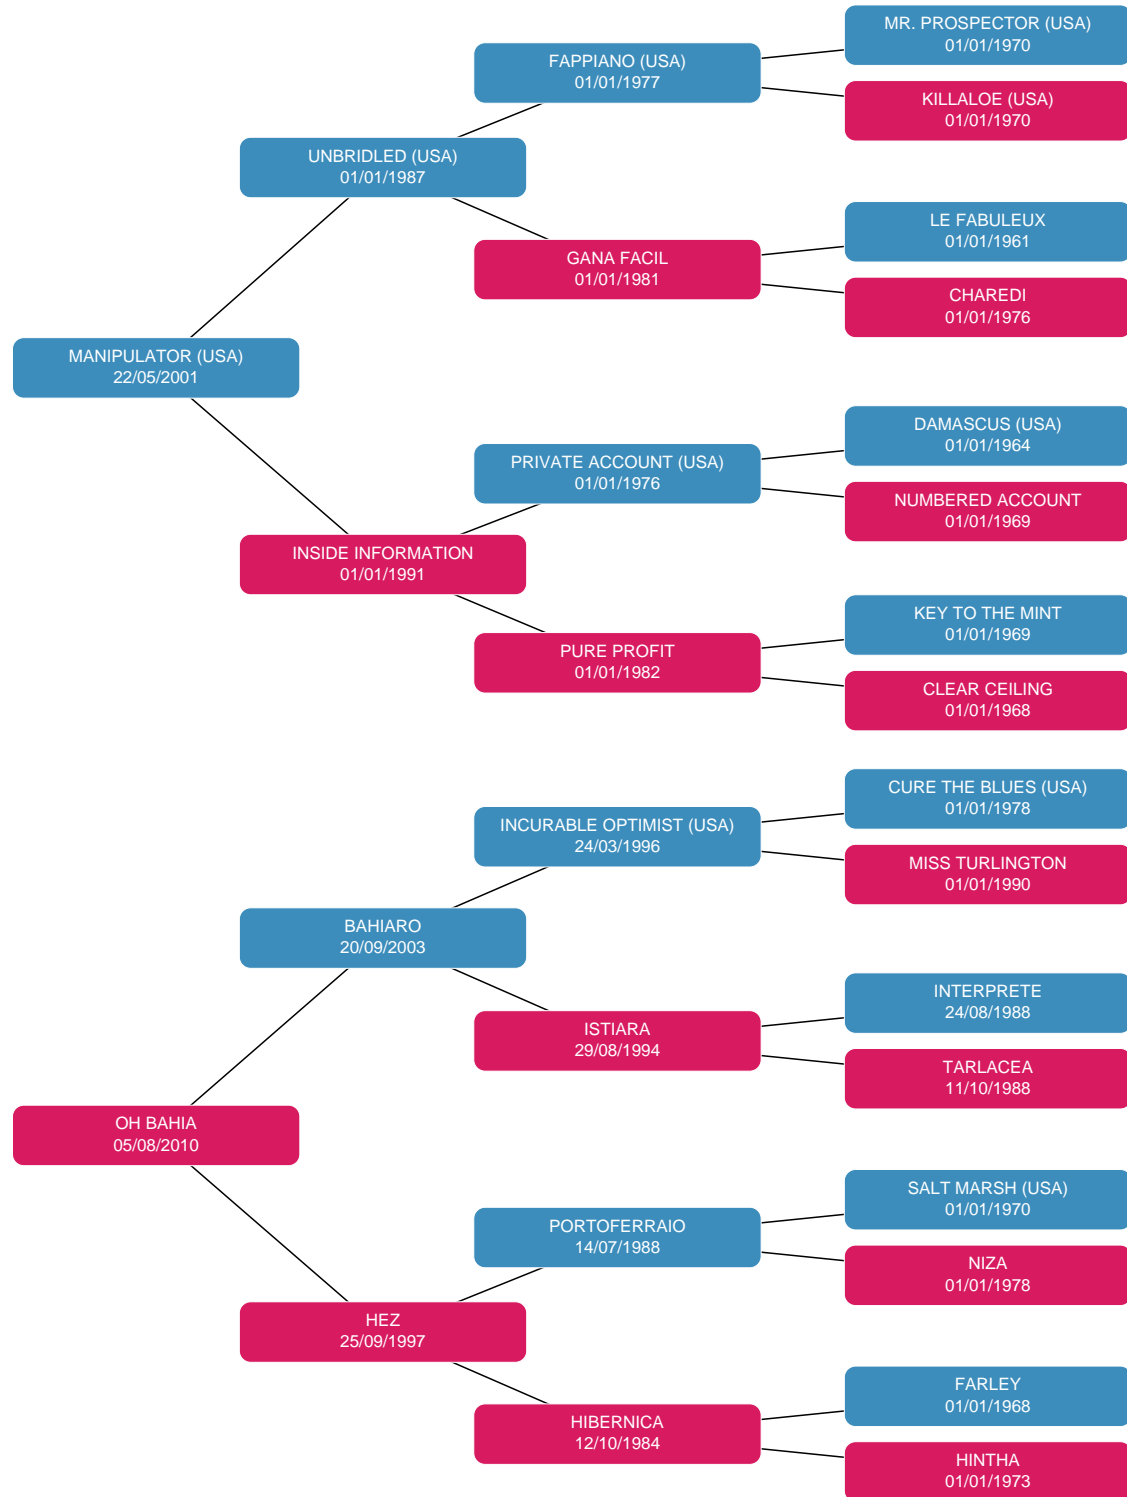 MR. PROSPECTOR (USA)
01/01/1970
FAPPIANO (USA)
01/01/1977
KILLALOE (USA)
01/01/1970
UNBRIDLED (USA)
01/01/1987
LE FABULEUX
01/01/1961
GANA FACIL
01/01/1981
CHAREDI
01/01/1976
MANIPULATOR (USA)
22/05/2001
DAMASCUS (USA)
01/01/1964
PRIVATE ACCOUNT (USA)
01/01/1976
NUMBERED ACCOUNT
01/01/1969
INSIDE INFORMATION
01/01/1991
KEY TO THE MINT
01/01/1969
PURE PROFIT
01/01/1982
CLEAR CEILING
01/01/1968
CURE THE BLUES (USA)
01/01/1978
INCURABLE OPTIMIST (USA)
24/03/1996
MISS TURLINGTON
01/01/1990
BAHIARO
20/09/2003
INTERPRETE
24/08/1988
ISTIARA
29/08/1994
TARLACEA
11/10/1988
OH BAHIA
05/08/2010
SALT MARSH (USA)
01/01/1970
PORTOFERRAIO
14/07/1988
NIZA
01/01/1978
HEZ
25/09/1997
FARLEY
01/01/1968
HIBERNICA
12/10/1984
HINTHA
01/01/1973